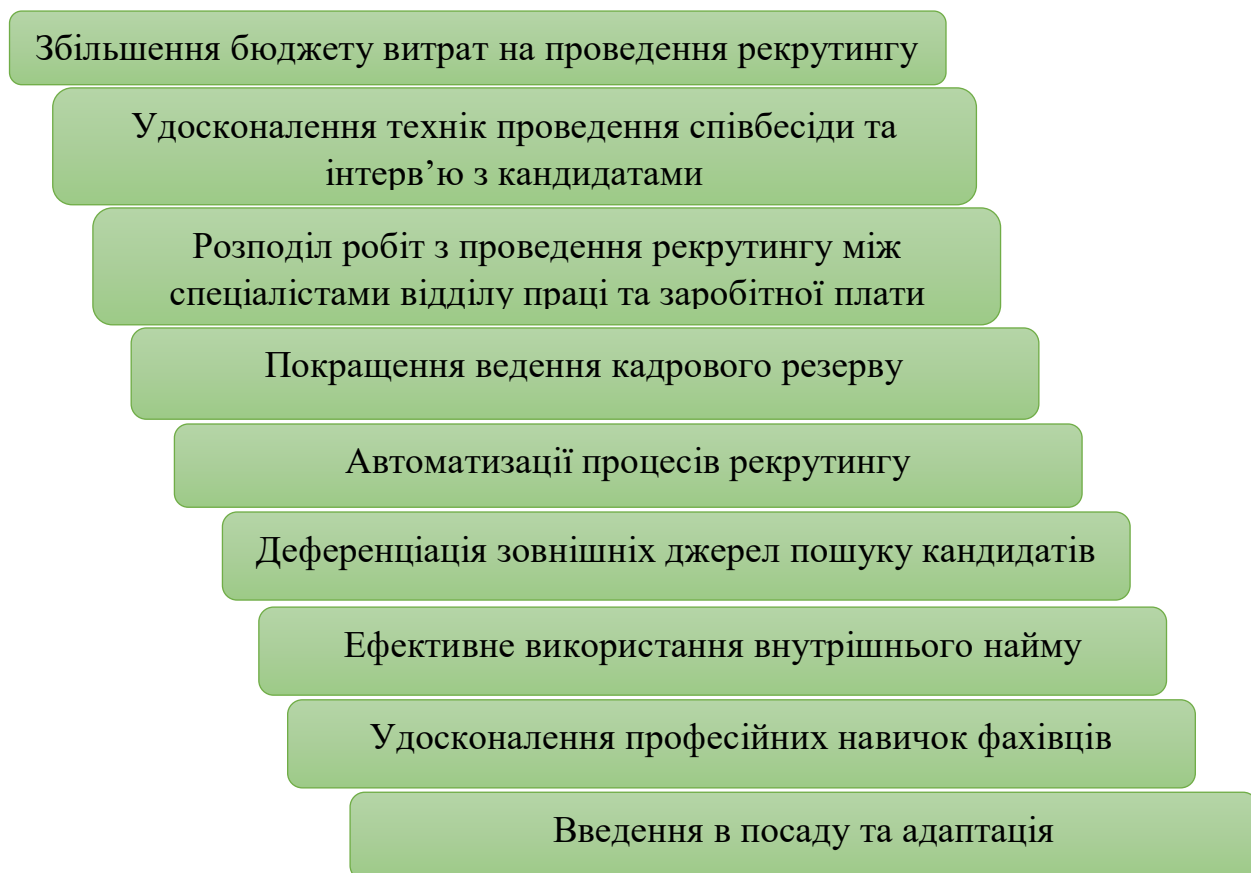 Збільшення бюджету витрат на проведення рекрутингу
Удосконалення технік проведення співбесіди та
інтерв’ю з кандидатами
Розподіл робіт з проведення рекрутингу між
спеціалістами відділу праці та заробітної плати
Покращення ведення кадрового резерву
Автоматизації процесів рекрутингу
Деференціація зовнішніх джерел пошуку кандидатів
Ефективне використання внутрішнього найму
Удосконалення професійних навичок фахівців
Введення в посаду та адаптація